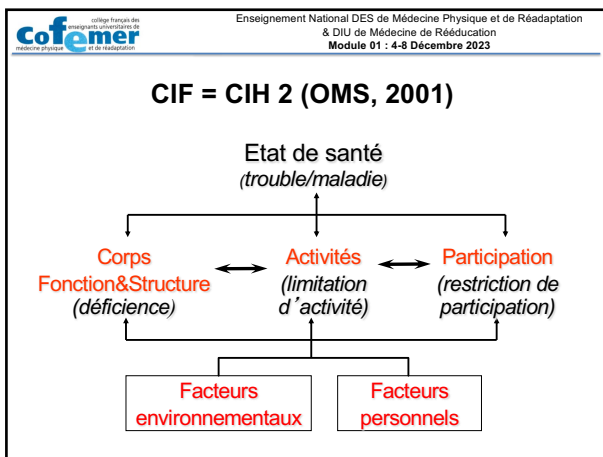 collège français des
enseignants universitaires de
Cofemer
médecine physique et de réadaptation
Enseignement National DES de Médecine Physique et de Réadaptation
& DIU de Médecine de Rééducation
Module 01 : 4-8 Décembre 2023
CIF = CIH 2 (OMS, 2001)
Etat de santé
(trouble/maladie)
Corps
Fonction&Structure
(déficience)
Activités
(limitation
d'activité)
Participation
(restriction de
participation)
Facteurs
environnementaux
Facteurs
personnels